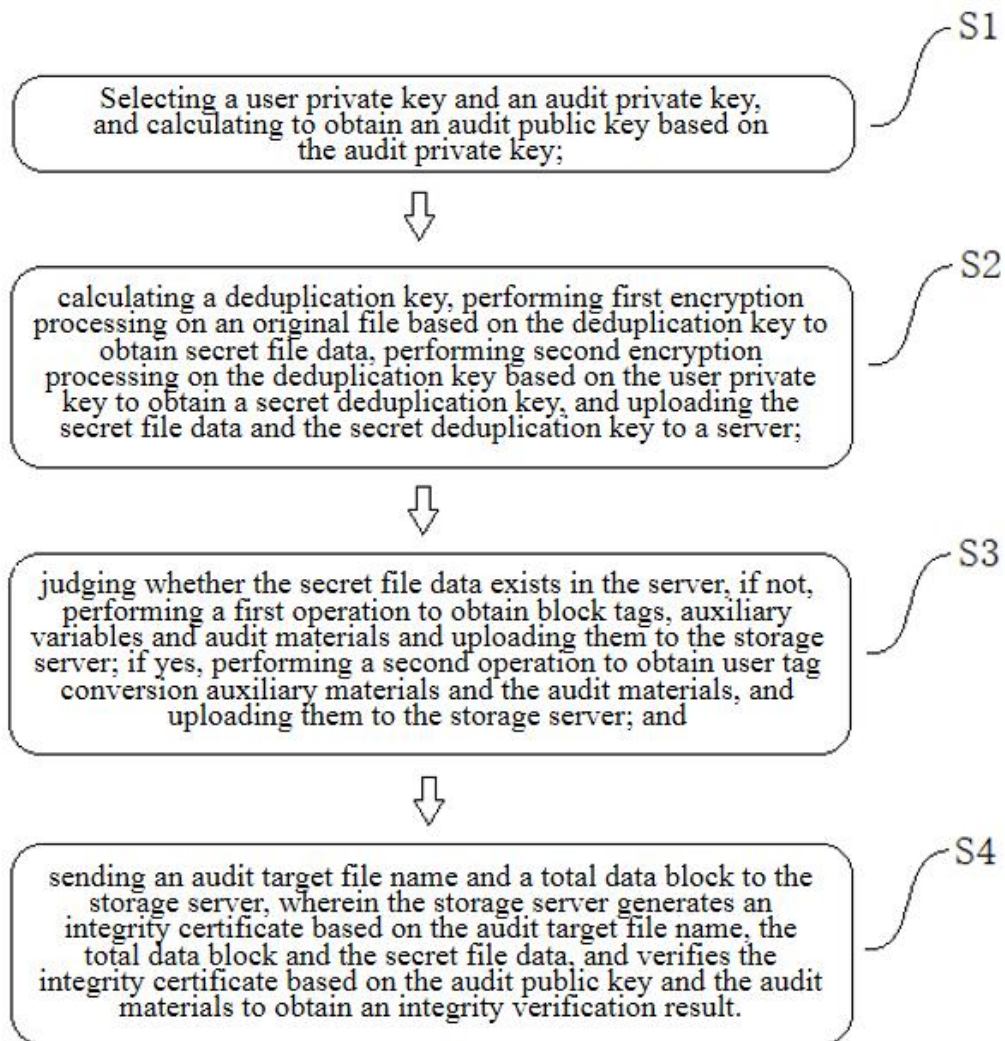 S1
Selecting a user private key and an audit private key,
and calculating to obtain an audit public key based on
the audit private key;
S2
calculating a deduplication key, performing first encryption
processing on an original file based on the deduplication key to
obtain secret file data, performing second encryption
processing on the deduplication key based on the user private
key to obtain a secret deduplication key, and uploading the
secret file data and the secret deduplication key to a server;
S3
judging whether the secret file data exists in the server, if not,
performing a first operation to obtain block tags, auxiliary
variables and audit materials and uploading them to the storage
server; if yes, performing a second operation to obtain user tag
conversion auxiliary materials and the audit materials, and
uploading them to the storage server; and
S4
sending an audit target file name and a total data block to the
storage server, wherein the storage server generates an
integrity certificate based on the audit target file name, the
total data block and the secret file data, and verifies the
integrity certificate based on the audit public key and the audit
materials to obtain an integrity verification result.